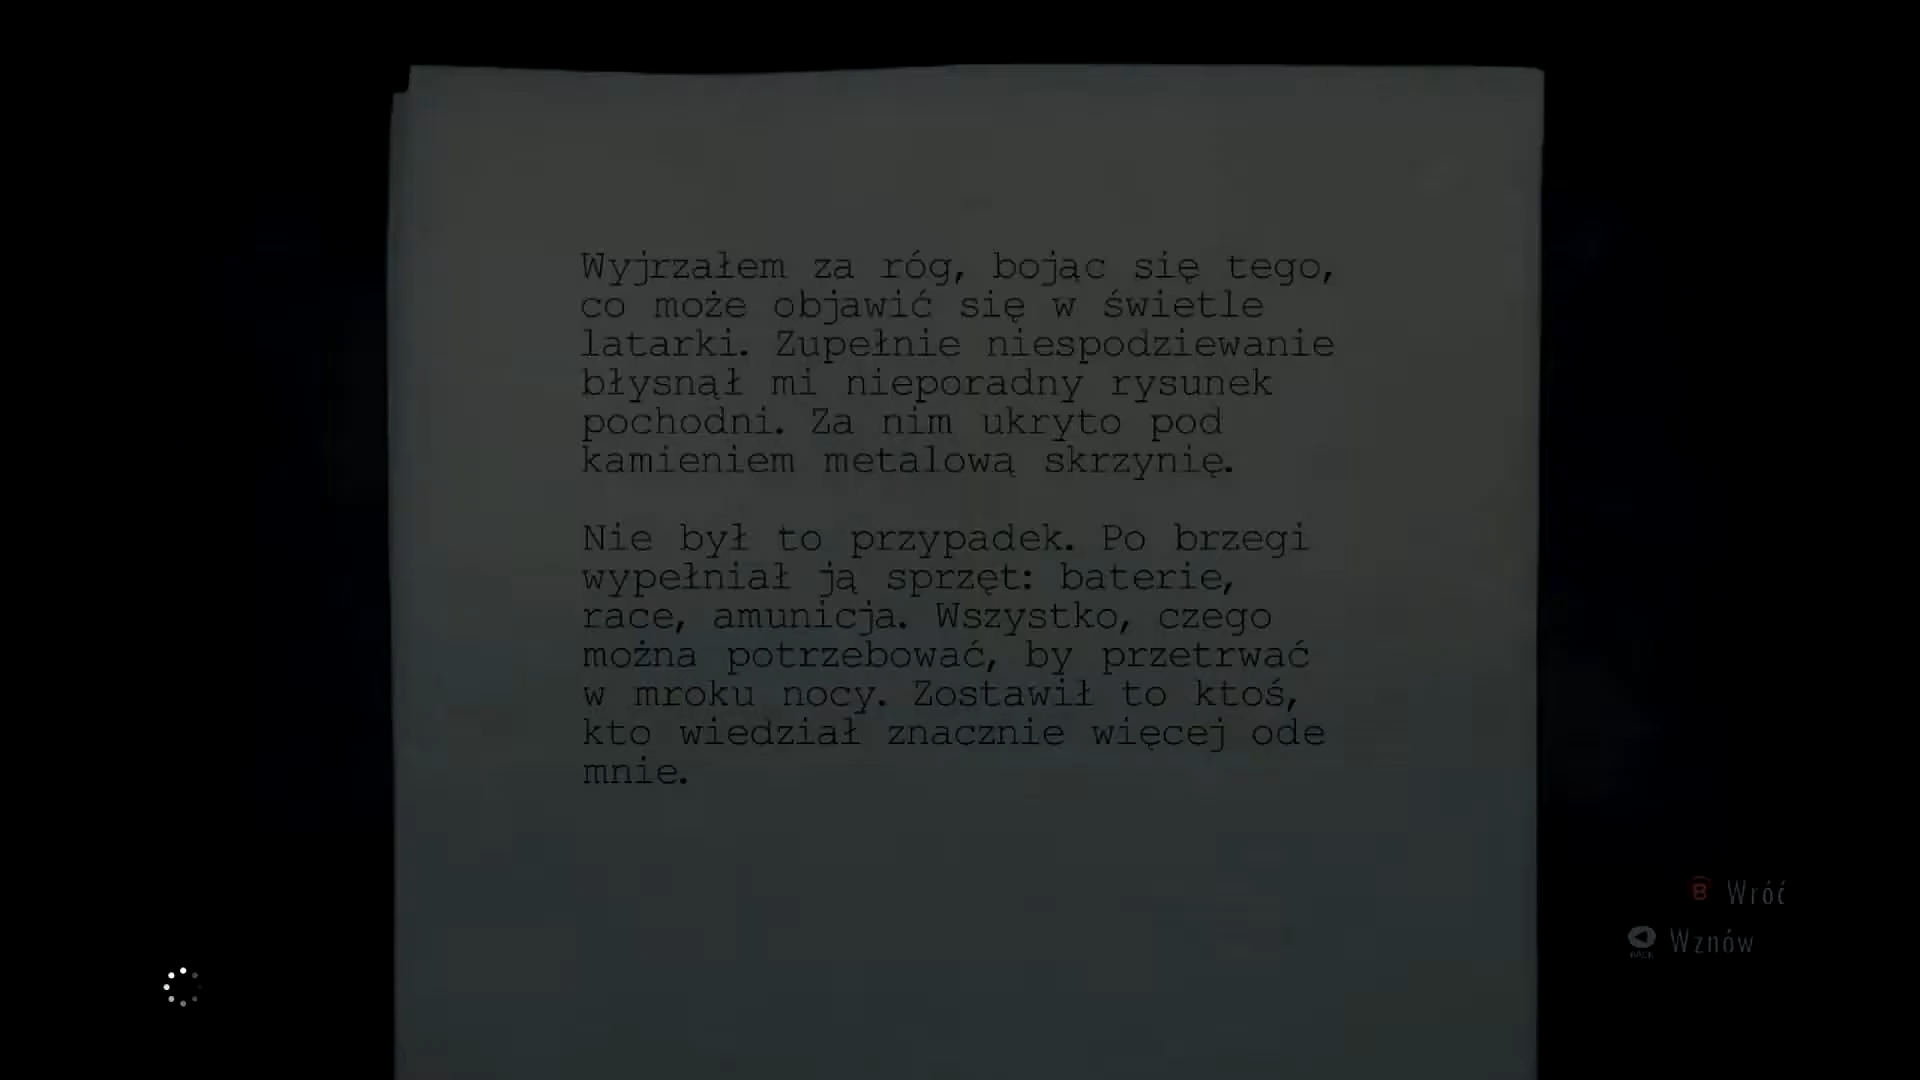 Wyjrzałem za róg, bojąc się tego,
co może objawić się w świetle
latarki. Zupełnie niespodziewanie
błysnął mi nieporadny rysunek
pochodni. Za nim ukryto pod
kamieniem metalową skrzynię.
Nie był to przypadek. Po brzegi
wypełniał ją sprzęt: baterie,
race, amunicja. Wszystko, czego
można potrzebować, by przetrwać
w mroku nocy. Zostawił to ktoś,
kto wiedział znacznie więcej ode
mnie.
B Wróć
BACK Wznów